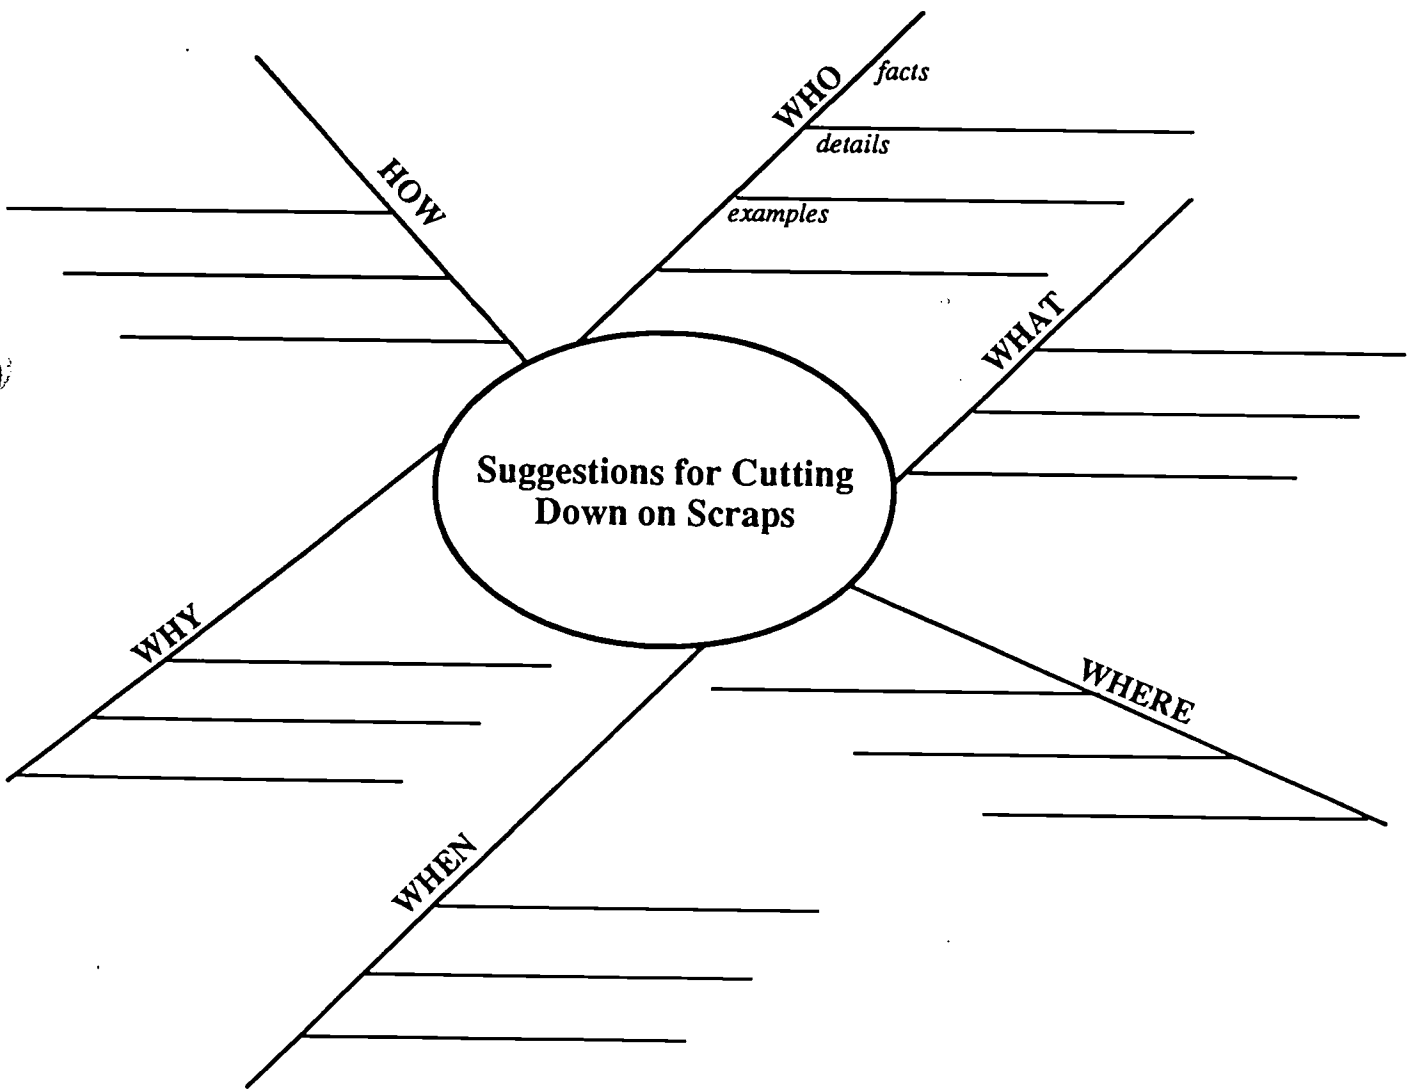 WHO
facts
details
examples
HOW
WHAT
Suggestions for Cutting
Down on Scraps
WHY
WHERE
WHEN